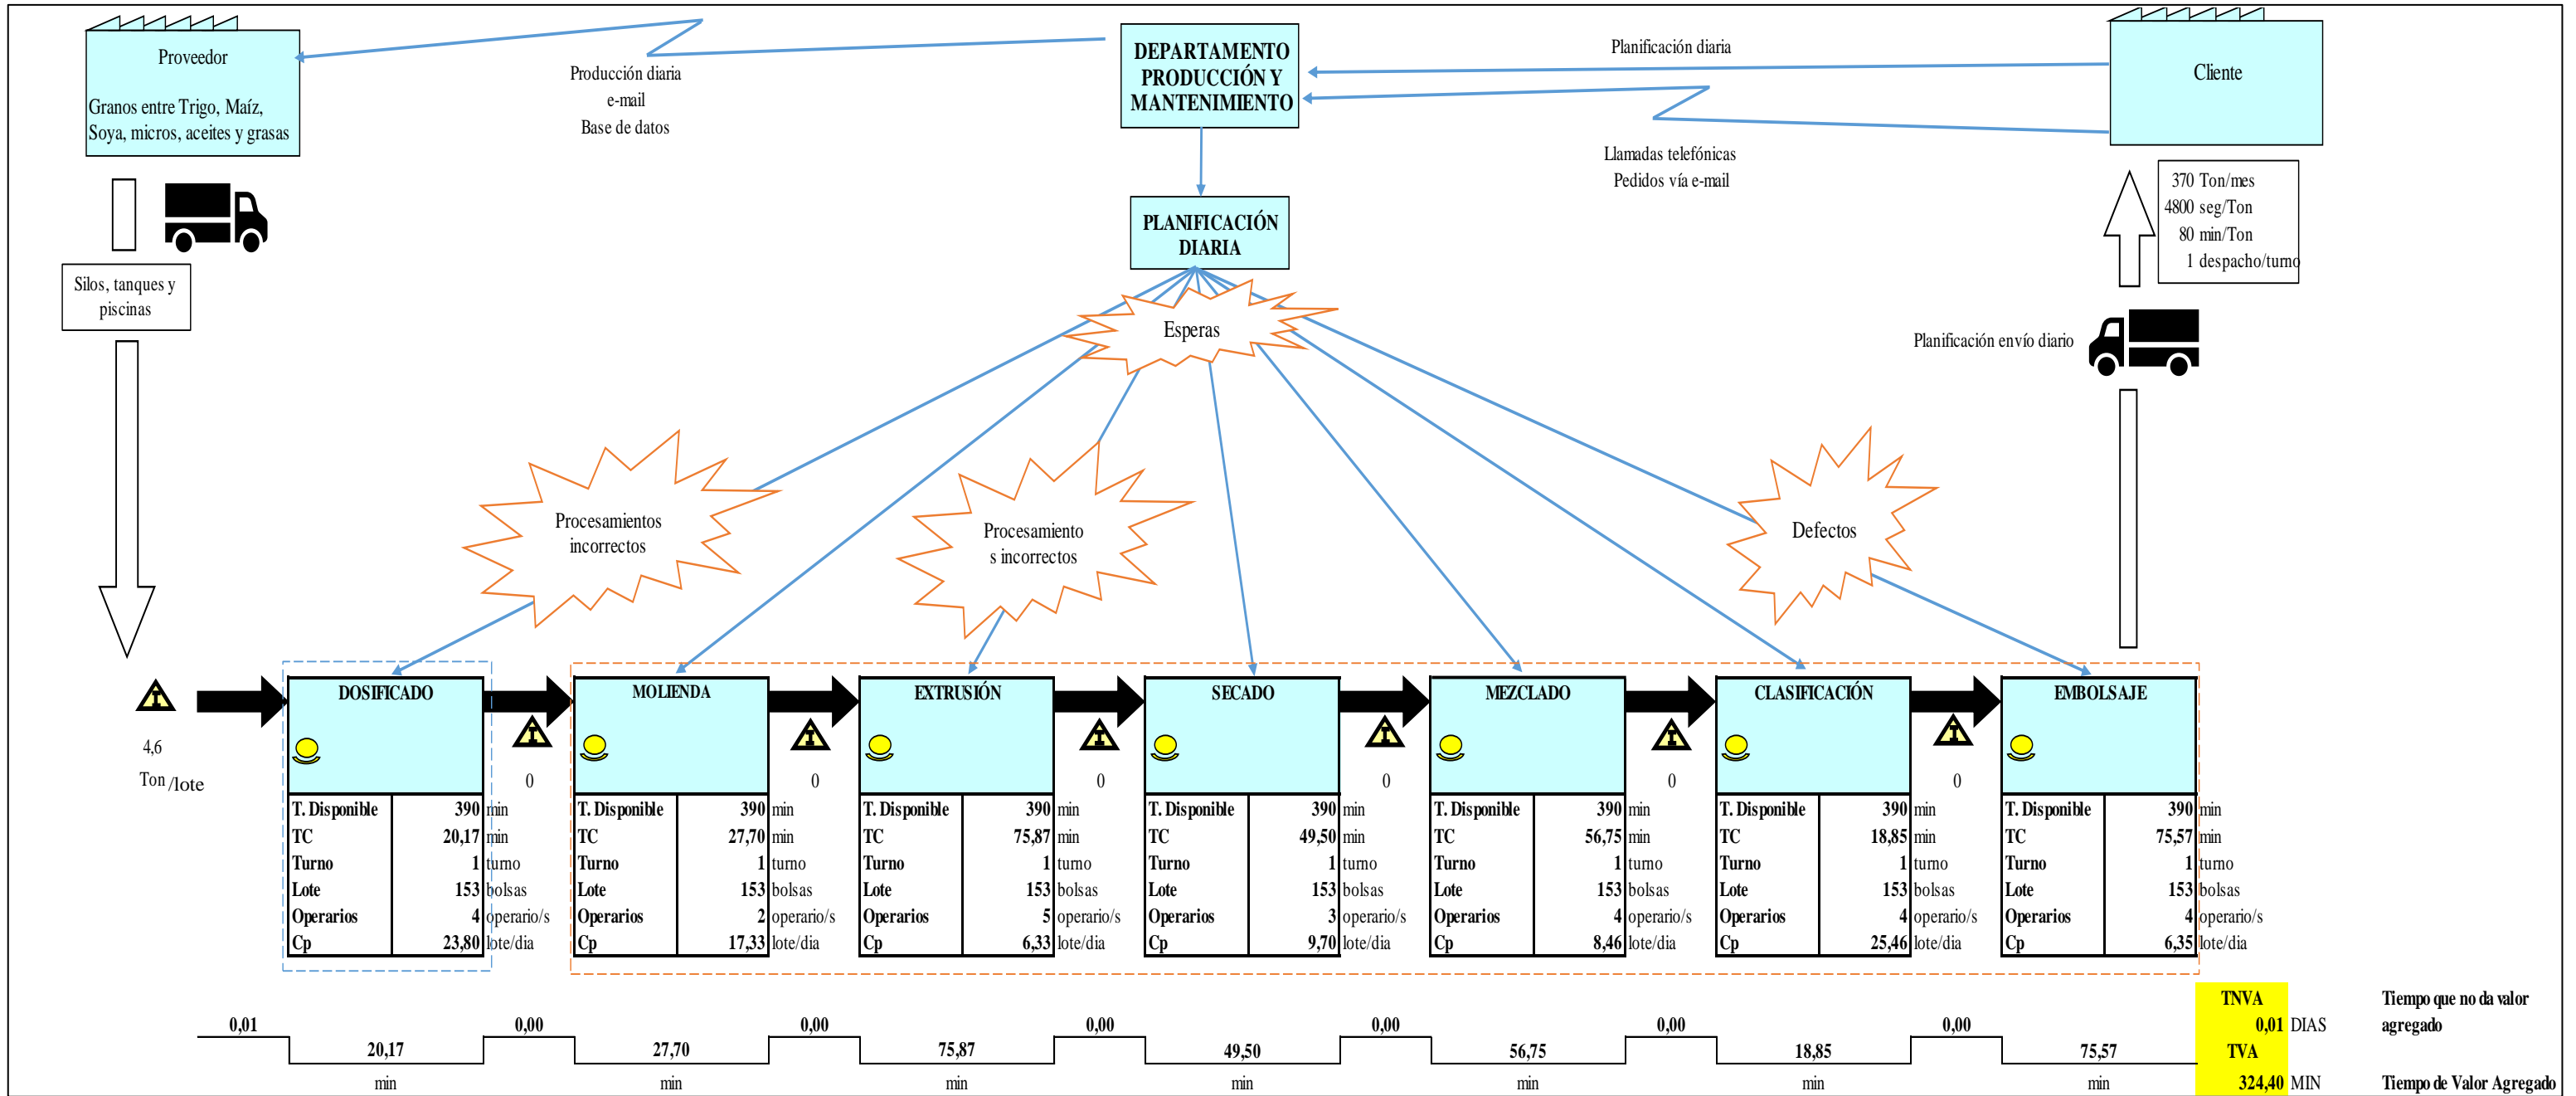 Proveedor
Granos entre Trigo, Maíz,
Soya, micros, aceites y grasas
Producción diaria
e-mail
Base de datos
DEPARTAMENTO
PRODUCCIÓN Y
MANTENIMIENTO
Planificación diaria
Llamadas telefónicas
Pedidos vía e-mail
Cliente
370 Ton/mes
4800 seg/Ton
80 min/Ton
1 despacho/turno
PLANIFICACIÓN
DIARIA
Silos, tanques y
piscinas
Esperas
Planificación envío diario
Procesamientos
incorrectos
Procesamiento
s incorrectos
Defectos
4,6
Ton /lote
DOSIFICADO
T. Disponible 390 min
TC 20,17 min
Turno 1 turno
Lote 153 bolsas
Operarios 4 operario/s
Cp 23,80 lote/dia
I
0
MOLIENDA
T. Disponible 390 min
TC 27,70 min
Turno 1 turno
Lote 153 bolsas
Operarios 2 operario/s
Cp 17,33 lote/dia
I
0
EXTRUSIÓN
T. Disponible 390 min
TC 75,87 min
Turno 1 turno
Lote 153 bolsas
Operarios 5 operario/s
Cp 6,33 lote/dia
I
0
SECADO
T. Disponible 390 min
TC 49,50 min
Turno 1 turno
Lote 153 bolsas
Operarios 3 operario/s
Cp 9,70 lote/dia
I
0
MEZCLADO
T. Disponible 390 min
TC 56,75 min
Turno 1 turno
Lote 153 bolsas
Operarios 4 operario/s
Cp 8,46 lote/dia
I
0
CLASIFICACIÓN
T. Disponible 390 min
TC 18,85 min
Turno 1 turno
Lote 153 bolsas
Operarios 4 operario/s
Cp 25,46 lote/dia
I
0
EMBOLSAJE
T. Disponible 390 min
TC 75,57 min
Turno 1 turno
Lote 153 bolsas
Operarios 4 operario/s
Cp 6,35 lote/dia
0,01 0,00 0,00 0,00 0,00 0,00 0,00
20,17 27,70 75,87 49,50 56,75 18,85 75,57
min min min min min min min
TNVA
0,01 DIAS
Tiempo que no da valor
agregado
TVA
324,40 MIN
Tiempo de Valor Agregado